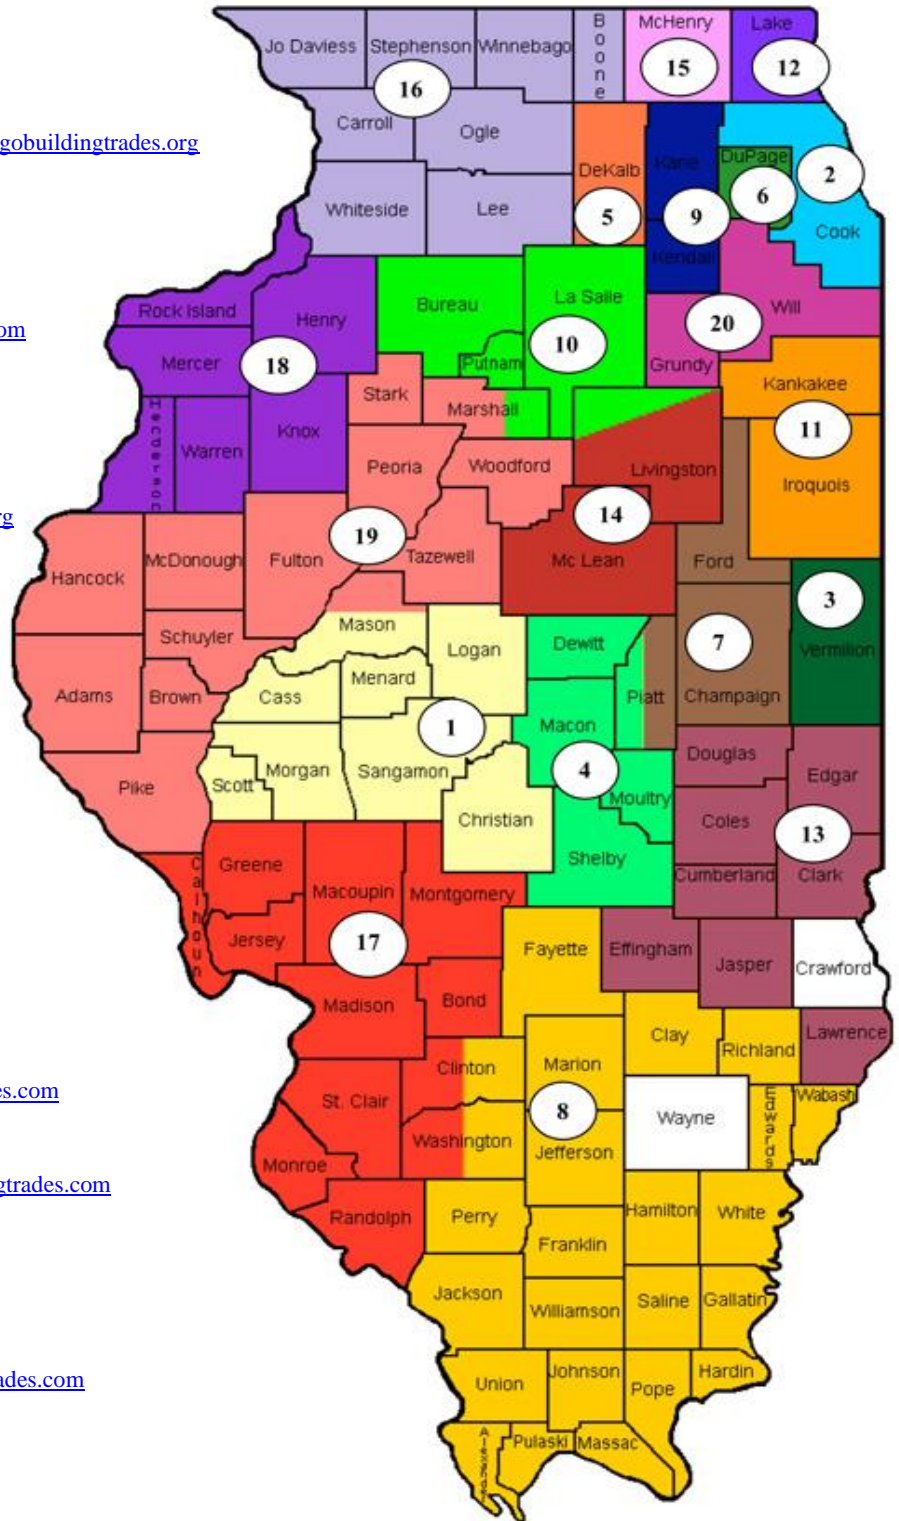 Jo Daviess Stephenson Winnebago Boone McHenry Lake
16 15 12
gobuildingtrades.org
Carroll Ogle
DeKalb Kane DuPage 2
Whiteside Lee 5 9 6
Cook
Kendall
Rock Island Henry Bureau La Salle Will
om
20
Mercer 18 Putnam 10 Grundy
Stark Marshall Kankakee
Henderson Warren Knox 11
Peoria Woodford Livingston Iroquois
rg
19 14
Hancock McDonough Fulton Tazewell Mc Lean Ford
3
Mason
Schuyler Logan Dewitt 7 Vermilion
Menard
Adams Brown Cass Piatt Champaign
1 Macon
Douglas
Pike Scott Morgan Sangamon 4 Edgar
Moultry
Christian Coles 13
Shelby
Calhoun Greene Macoupin Montgomery Cumberland Clark
Jersey 17 Fayette Effingham Jasper Crawford
Madison Bond
Clay Richland Lawrence
Clinton Marion
es.com
St. Clair 8 Wayne Edwards Wabash
Washington Jefferson
Monroe
gtrades.com
Randolph Perry Hamilton White
Franklin
Jackson Williamson Saline Gallatin
ades.com
Union Johnson Pope Hardin
Alexander Pulaski Massac